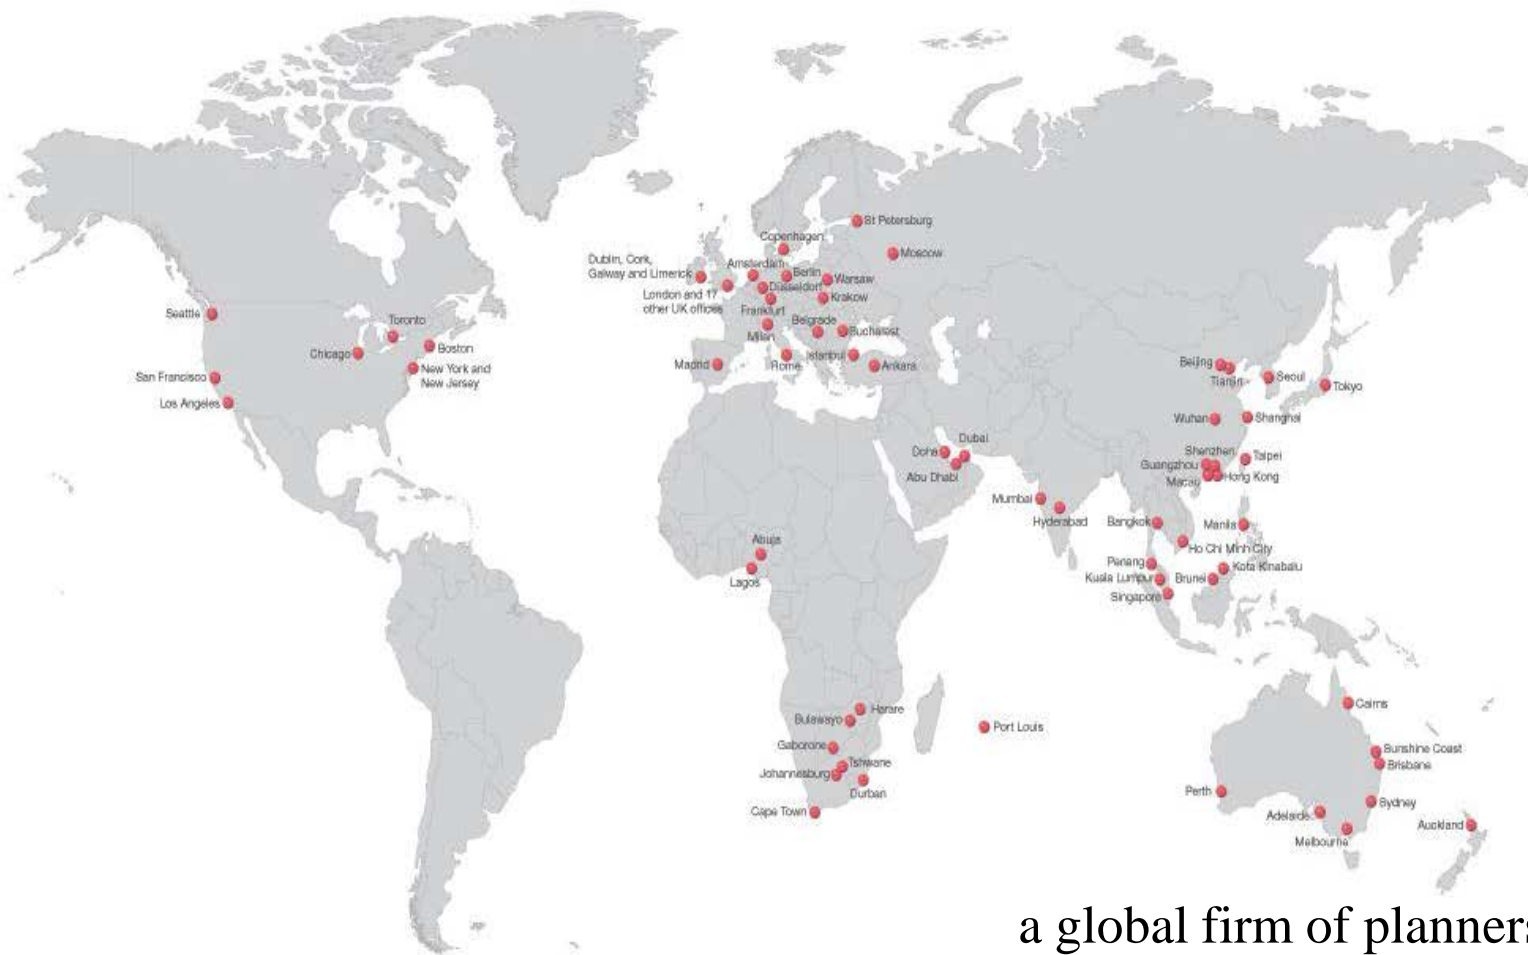 St Petersburg
Copenhagen
Moscow
Dublin, Cork,
Galway and Limerick
Amsterdam
Berlin
Warsaw
Dusseldorf
London and 17
other UK offices
Krakow
Frankfurt
Seattle
Toronto
Belgrade
Bucharest
Milan
Boston
Chicago
Madrid
Rome
Istanbul
Ankara
New York and
New Jersey
San Francisco
Los Angeles
Beijing
Tianjin
Seoul
Tokyo
Wuhan
Shanghai
Doha
Dubai
Abu Dhabi
Shenzhen
Taipei
Guangzhou
Macau
Hong Kong
Mumbai
Hyderabad
Bangkok
Manila
Ho Chi Minh City
Abuja
Lagos
Penang
Kota Kinabalu
Kuala Lumpur
Brunei
Singapore
Harare
Bulawayo
Port Louis
Gaborone
Tshwane
Johannesburg
Durban
Cape Town
Cairns
Sunshine Coast
Brisbane
Perth
Sydney
Adelaide
Melbourne
Auckland
a global firm of planners